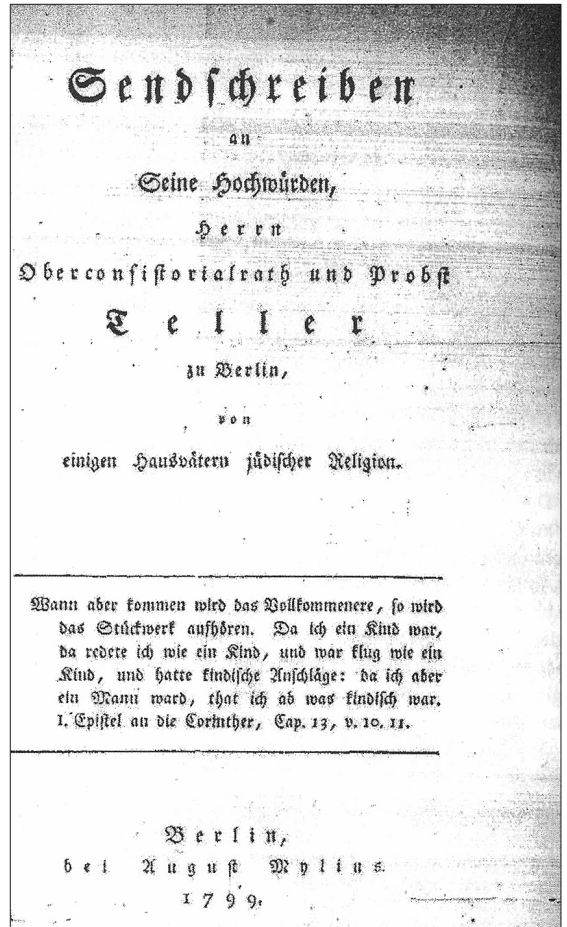 Sendschreiben
an
Seine Hochwürden,
Herrn
Oberconsistorialrath und Probst
Teller
zu Berlin,
von
einigen Hausvätern jüdischer Religion.
Wann aber kommen wird das Vollkommenere, so wird
das Stückwerk aufhören. Da ich ein Kind war,
da redete ich wie ein Kind, und war klug wie ein
Kind, und hatte kindische Anschläge: da ich aber
ein Mann ward, that ich ab was kindisch war.
1. Epistel an die Corinther, Cap. 13, v. 10. 11.
Berlin,
bei August Mylius.
1799.